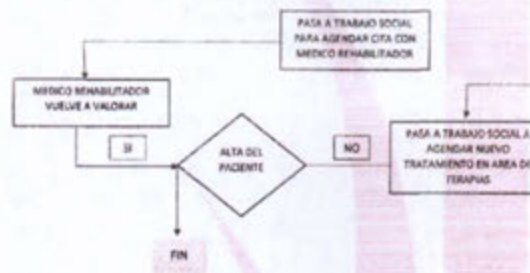 PASA A TRABAJO SOCIAL
PARA AGENDAR CITA CON
MEDICO REHABILITADOR
MEDICO REHABILITADOR
VUELVE A VALORAR
SI
ALTA DEL
PACIENTE
NO
PASA A TRABAJO SOCIAL A
AGENDAR NUEVO
TRATAMIENTO EN AREA DE
TERAPIAS
FIN